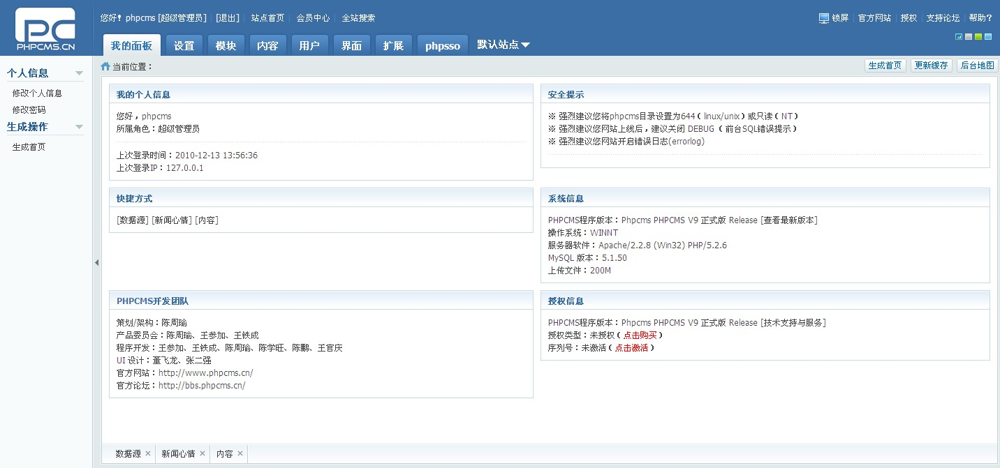 PHPCMS.CN
您好! phpcms [超级管理员] | [退出] | 站点首页 | 会员中心 | 全站搜索
锁屏 | 官方网站 | 授权 | 支持论坛 | 帮助?
我的面板 设置 模块 内容 用户 界面 扩展 phpsso 默认站点
个人信息
修改个人信息
修改密码
生成操作
生成首页
当前位置：
生成首页 更新缓存 后台地图
我的个人信息
您好，phpcms
所属角色：超级管理员
上次登录时间：2010-12-13 13:56:36
上次登录IP：127.0.0.1
安全提示
※ 强烈建议您将phpcms目录设置为644（linux/unix）或只读（NT）
※ 强烈建议您网站上线后，建议关闭 DEBUG （前台SQL错误提示）
※ 强烈建议您网站开启错误日志(errorlog)
快捷方式
[数据源] [新闻心情] [内容]
系统信息
PHPCMS程序版本：Phpcms PHPCMS V9 正式版 Release [查看最新版本]
操作系统：WINNT
服务器软件：Apache/2.2.8 (Win32) PHP/5.2.6
MySQL 版本：5.1.50
上传文件：200M
PHPCMS开发团队
策划/架构：陈周瑜
产品委员会：陈周瑜、王参加、王铁成
程序开发：王参加、王铁成、陈周瑜、陈学旺、陈鹏、王官庆
UI 设计：董飞龙、张二强
官方网站：http://www.phpcms.cn/
官方论坛：http://bbs.phpcms.cn/
授权信息
PHPCMS程序版本：Phpcms PHPCMS V9 正式版 Release [技术支持与服务]
授权类型：未授权（点击购买）
序列号：未激活（点击激活）
数据源 × 新闻心情 × 内容 ×